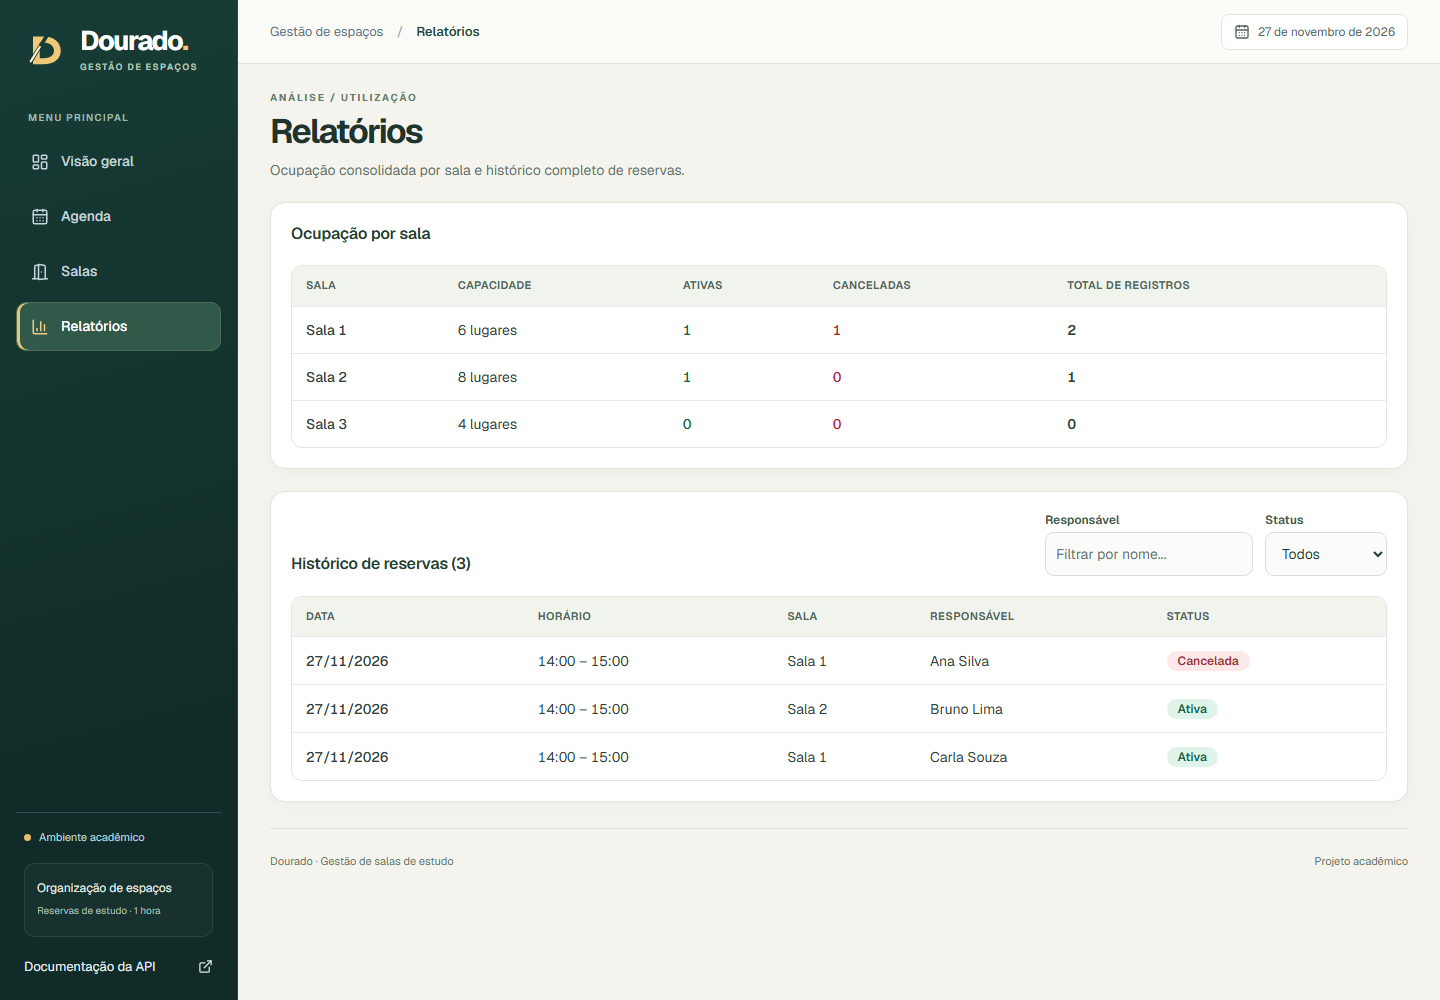 Dourado.
GESTÃO DE ESPAÇOS
MENU PRINCIPAL
Visão geral
Agenda
Salas
Relatórios
Ambiente acadêmico
Organização de espaços
Reservas de estudo · 1 hora
Documentação da API
Gestão de espaços / Relatórios
27 de novembro de 2026
ANÁLISE / UTILIZAÇÃO
Relatórios
Ocupação consolidada por sala e histórico completo de reservas.
Ocupação por sala
SALA CAPACIDADE ATIVAS CANCELADAS TOTAL DE REGISTROS
Sala 1 6 lugares 1 1 2
Sala 2 8 lugares 1 0 1
Sala 3 4 lugares 0 0 0
Histórico de reservas (3)
Responsável Status
Filtrar por nome... Todos
DATA HORÁRIO SALA RESPONSÁVEL STATUS
27/11/2026 14:00 – 15:00 Sala 1 Ana Silva Cancelada
27/11/2026 14:00 – 15:00 Sala 2 Bruno Lima Ativa
27/11/2026 14:00 – 15:00 Sala 1 Carla Souza Ativa
Dourado · Gestão de salas de estudo
Projeto acadêmico